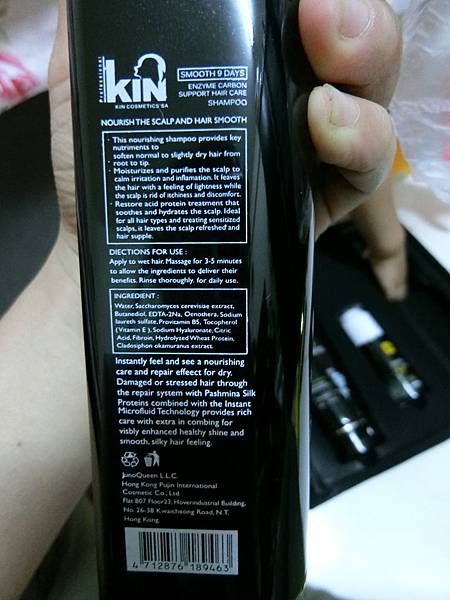 Professional
KIN
KIN COSMETICS SA
SMOOTH 9 DAYS
ENZYME CARBON
SUPPORT HAIR CARE
SHAMPOO
NOURISH THE SCALP AND HAIR SMOOTH
· This nourishing shampoo provides key
nutriments to
soften normal to slightly dry hair from
· root to tip.
· Moisturizes and purifies the scalp to
calm irritation and inflamation. It leaves
the hair with a feeling of lightness while
the scalp is rid of itchiness and discomfort.
· Restore acid protein treatment that
soothes and hydrates the scalp. Ideal
for all hair types and treating sensitized
scalps, it leaves the scalp refreshed and
hair supple.
DIECTIONS FOR USE :
Apply to wet hair. Massage for 3-5 minutes
to allow the ingredients to deliver their
benefits. Rinse thoroughly. for daily use.
INGREDIENT :
Water, Saccharomyces cerevisiae extract,
Butanediol, EDTA-2Na, Oenothera, Sodium
laureth sulfate, Provitamin B5, Tocopherol
(Vitamin E ), Sodium Hyaluronate, Citric
Acid, Fibroin, Hydrolyzed Wheat Protein,
Cladosiphon okamuranus extract.
Instantly feel and see a nourishing
care and repair effeect for dry,
Damaged or stressed hair through
the repair system with Pashmina Silk
Proteins combined with the Instant
Microfluid Technology provides rich
care with extra in combing for
visbly enhanced healthy shine and
smooth, silky hair feeling.
JunoQueen L.L.C.
Hong Kong Pujin International
Cosmetic Co., Ltd
Flat 807 Floor23, Hoverindustrial Building,
No. 26-38 Kwaicheong Road, N.T,
Hong Kong.
4 712876 189463